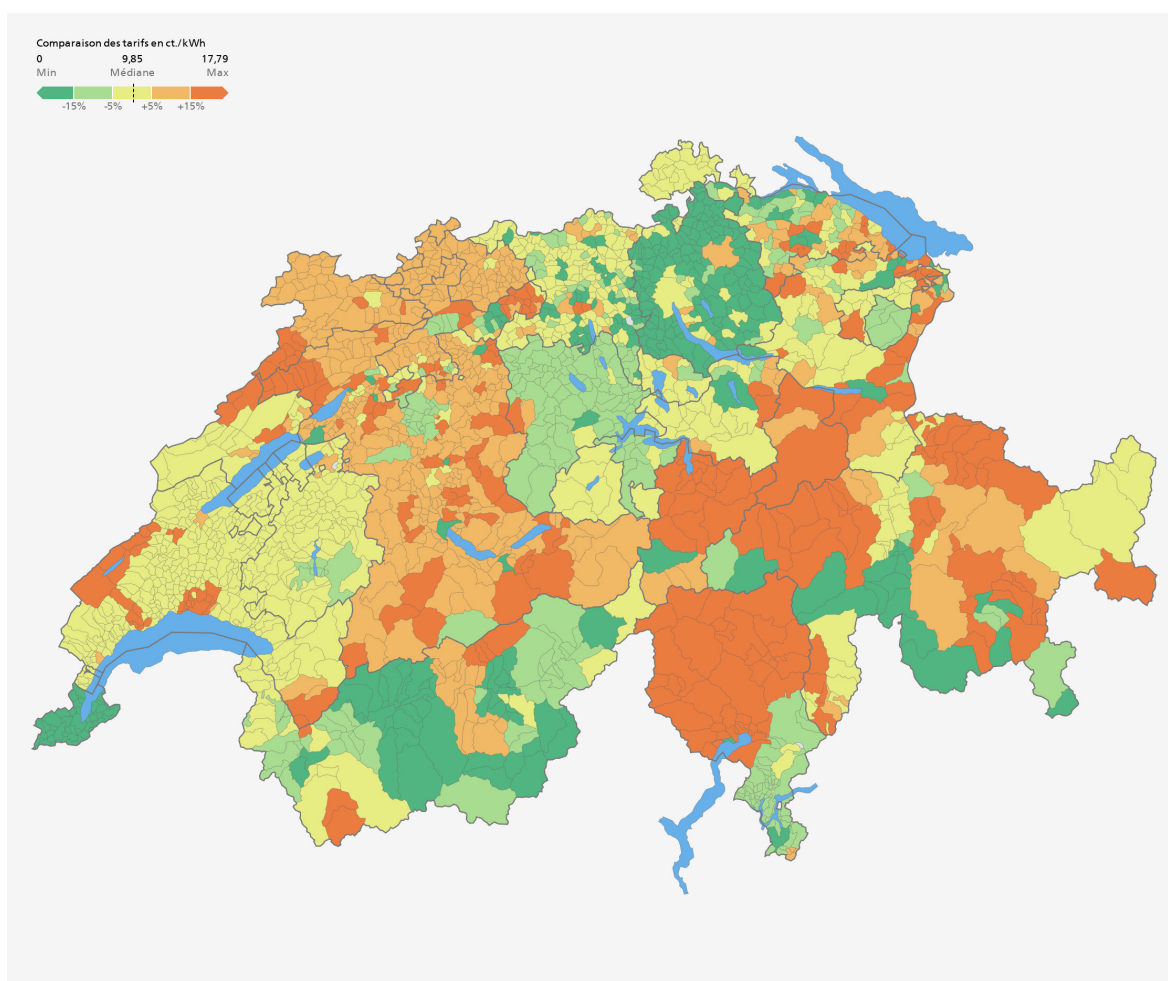 Comparaison des tarifs en ct./kWh
0 9,85 17,79
Min Médiane Max
-15% -5% +5% +15%